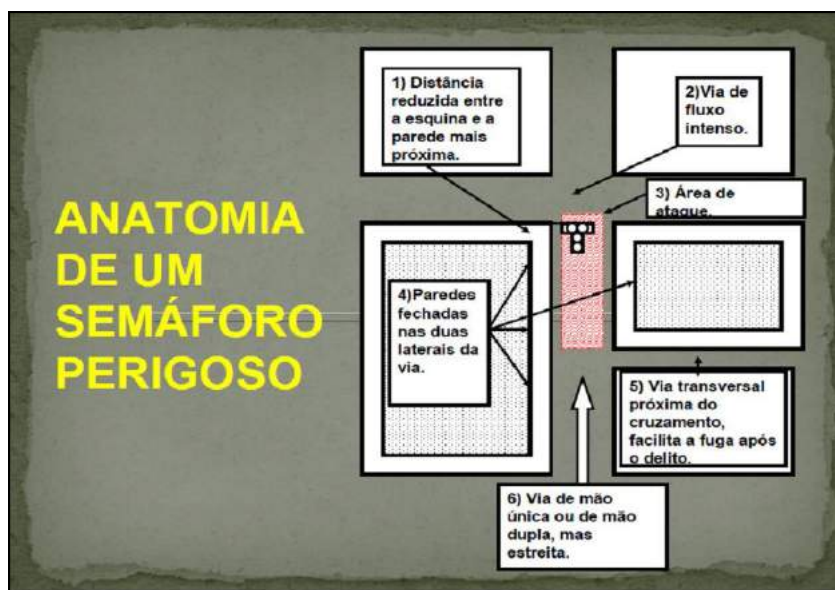 ANATOMIA
DE UM
SEMÁFORO
PERIGOSO
1) Distância
reduzida entre
a esquina e a
parede mais
próxima.
2)Via de
fluxo
intenso.
3) Área de
ataque.
4)Paredes
fechadas
nas duas
laterais da
via.
5) Via transversal
próxima do
cruzamento,
facilita a fuga após
o delito.
6) Via de mão
única ou de mão
dupla, mas
estreita.